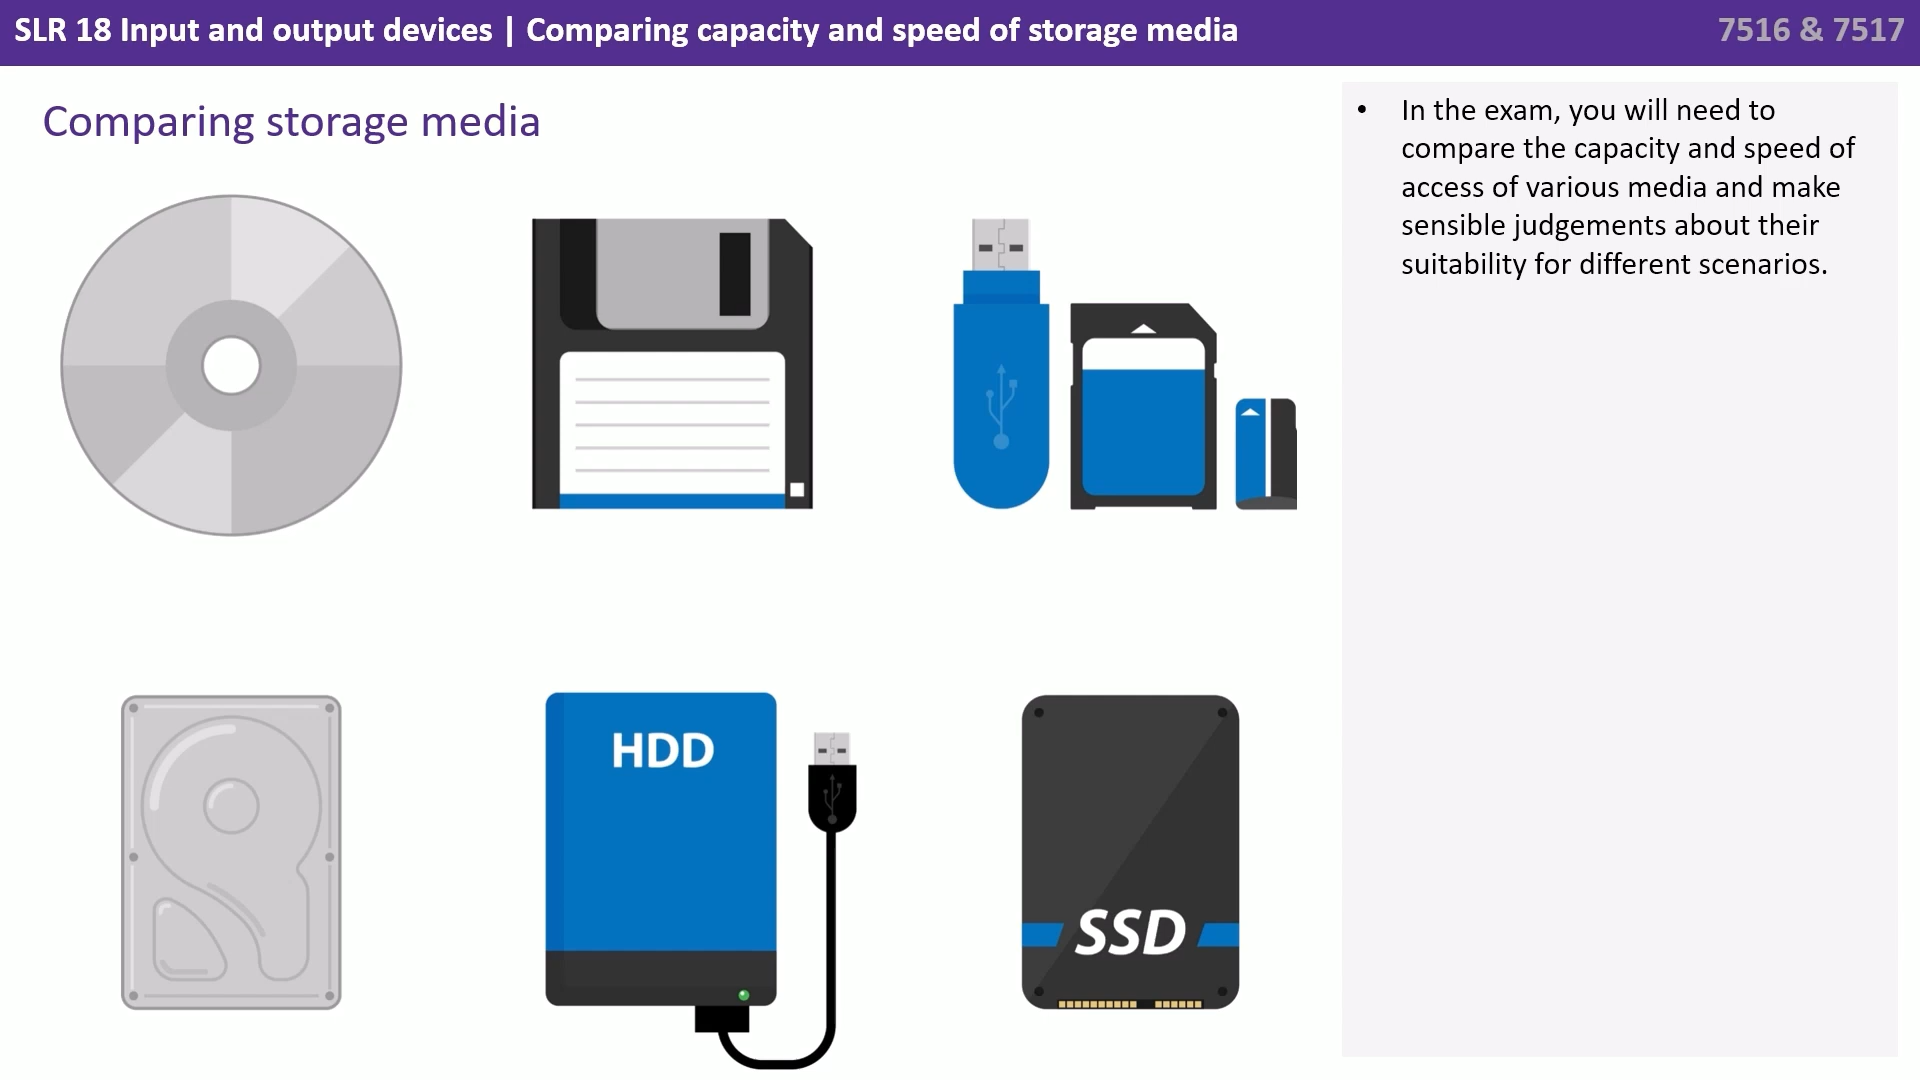 SLR 18 Input and output devices | Comparing capacity and speed of storage media
7516 & 7517
Comparing storage media
• In the exam, you will need to
compare the capacity and speed of
access of various media and make
sensible judgements about their
suitability for different scenarios.
HDD
SSD